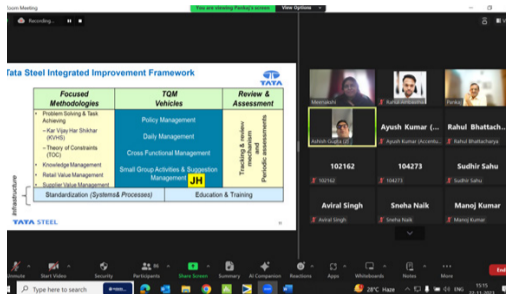 Zoom Meeting
You are viewing Pankaj's screen
View Options
Recording...
Tata Steel Integrated Improvement Framework
TATA
Focused Methodologies
TQM Vehicles
Review & Assessment
Problem Solving & Task Achieving
–Kar Vijay Har Shikhar (KVHS)
–Theory of Constraints (TOC)
Knowledge Management
Retail Value Management
Supplier Value Management
Policy Management
Daily Management
Cross Functional Management
Small Group Activities & Suggestion Management
JH
Tracking & review mechanism and Periodic assessments
Infrastructure
Standardization (Systems& Processes)
Education & Training
TATA STEEL
Meenakshi
Pankaj
Ashish Gupta
Ayush Kumar (...
Ayush Kumar (Accentu...
Rahul Bhattach...
Rahul Bhattacharya
102162
102162
104273
104273
Sudhir Sahu
Sudhir Sahu
Aviral Singh
Aviral Singh
Sneha Naik
Sneha Naik
Manoj Kumar
Manoj Kumar
Unmute
Start Video
Security
Participants
Share Screen
Summary
AI Companion
Reactions
Apps
Whiteboards
Notes
More
End
Type here to search
28°C Haze
ENG
15:15